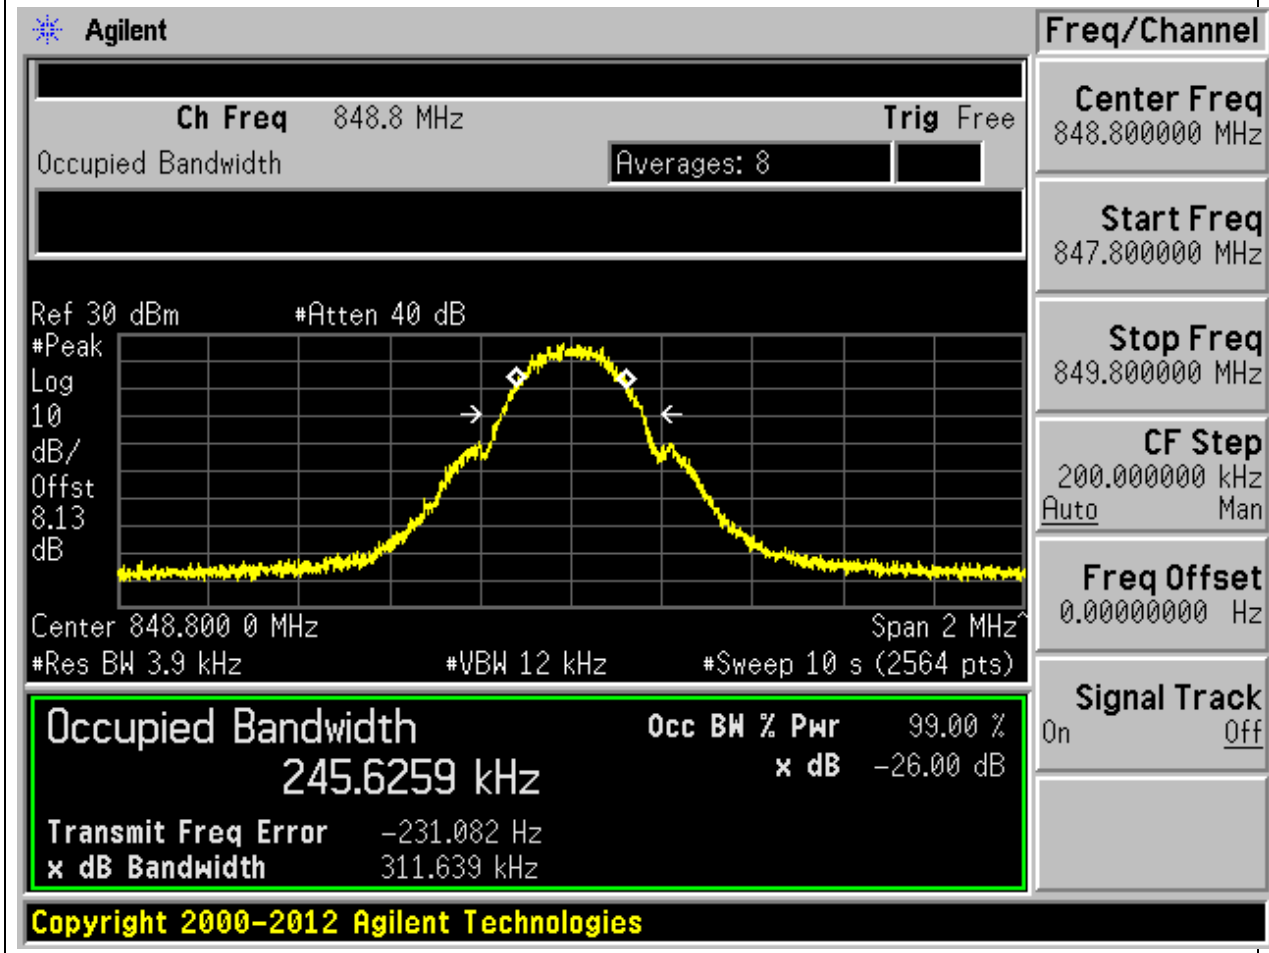 Agilent
Freq/Channel
Ch Freq 848.8 MHz Trig Free
Occupied Bandwidth Averages: 8
Ref 30 dBm #Atten 40 dB
#Peak
Log
10
dB/
Offst
8.13
dB
Center 848.800 0 MHz Span 2 MHz^
#Res BW 3.9 kHz #VBW 12 kHz #Sweep 10 s (2564 pts)
Occupied Bandwidth Occ BW % Pwr 99.00 %
245.6259 kHz x dB -26.00 dB
Transmit Freq Error -231.082 Hz
x dB Bandwidth 311.639 kHz
Center Freq
848.800000 MHz
Start Freq
847.800000 MHz
Stop Freq
849.800000 MHz
CF Step
200.000000 kHz
Auto Man
Freq Offset
0.00000000 Hz
Signal Track
On Off
Copyright 2000-2012 Agilent Technologies